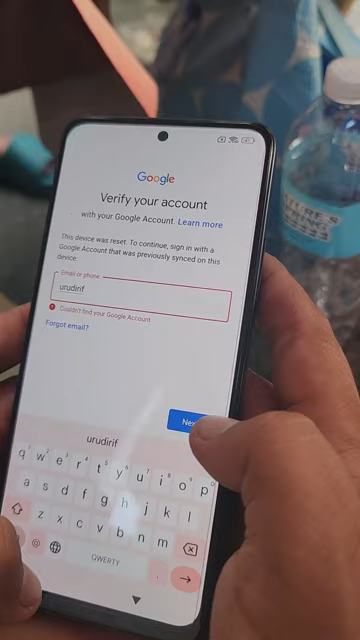 Google
Verify your account
with your Google Account. Learn more
This device was reset. To continue, sign in with a
Google Account that was previously synced on this
device.
Email or phone
urudirif
Couldn't find your Google Account
Forgot email?
urudirif
q w e r t y u i o p
a s d f g h j k l
z x c v b n m
@ QWERTY .